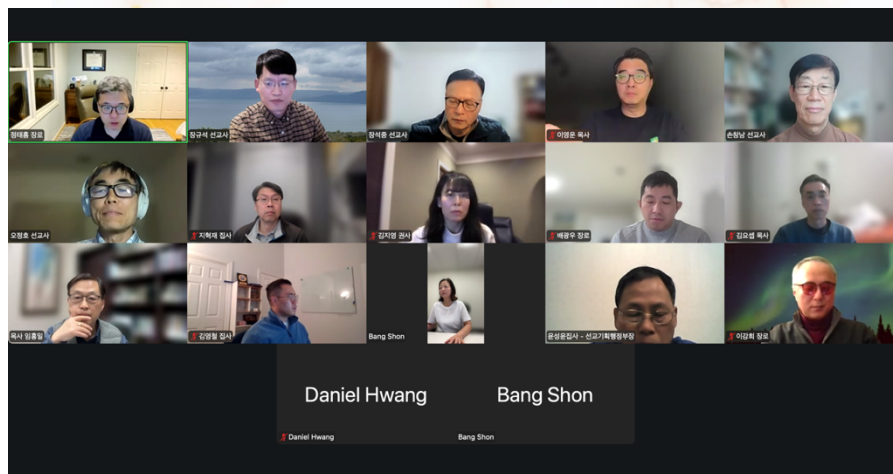 정태흠 장로
장규석 선교사
장석중 선교사
이영운 목사
손창남 선교사
오정호 선교사
지혁재 집사
김지영 권사
배광우 장로
김요셉 목사
목사 임홍일
김영철 집사
Bang Shon
윤성운집사 - 선교기획행정부장
이강희 장로
Daniel Hwang
Bang Shon
Daniel Hwang
Bang Shon